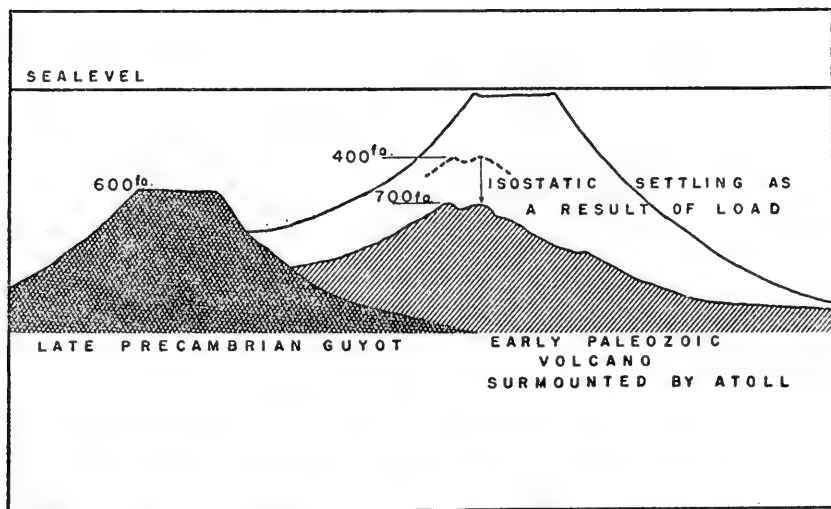 SEALEVEL
400fa.
600fa.
700fa
ISOSTATIC SETTLING AS
A RESULT OF LOAD
LATE PRECAMBRIAN GUYOT
EARLY PALEOZOIC
VOLCANO
SURMOUNTED BY ATOLL